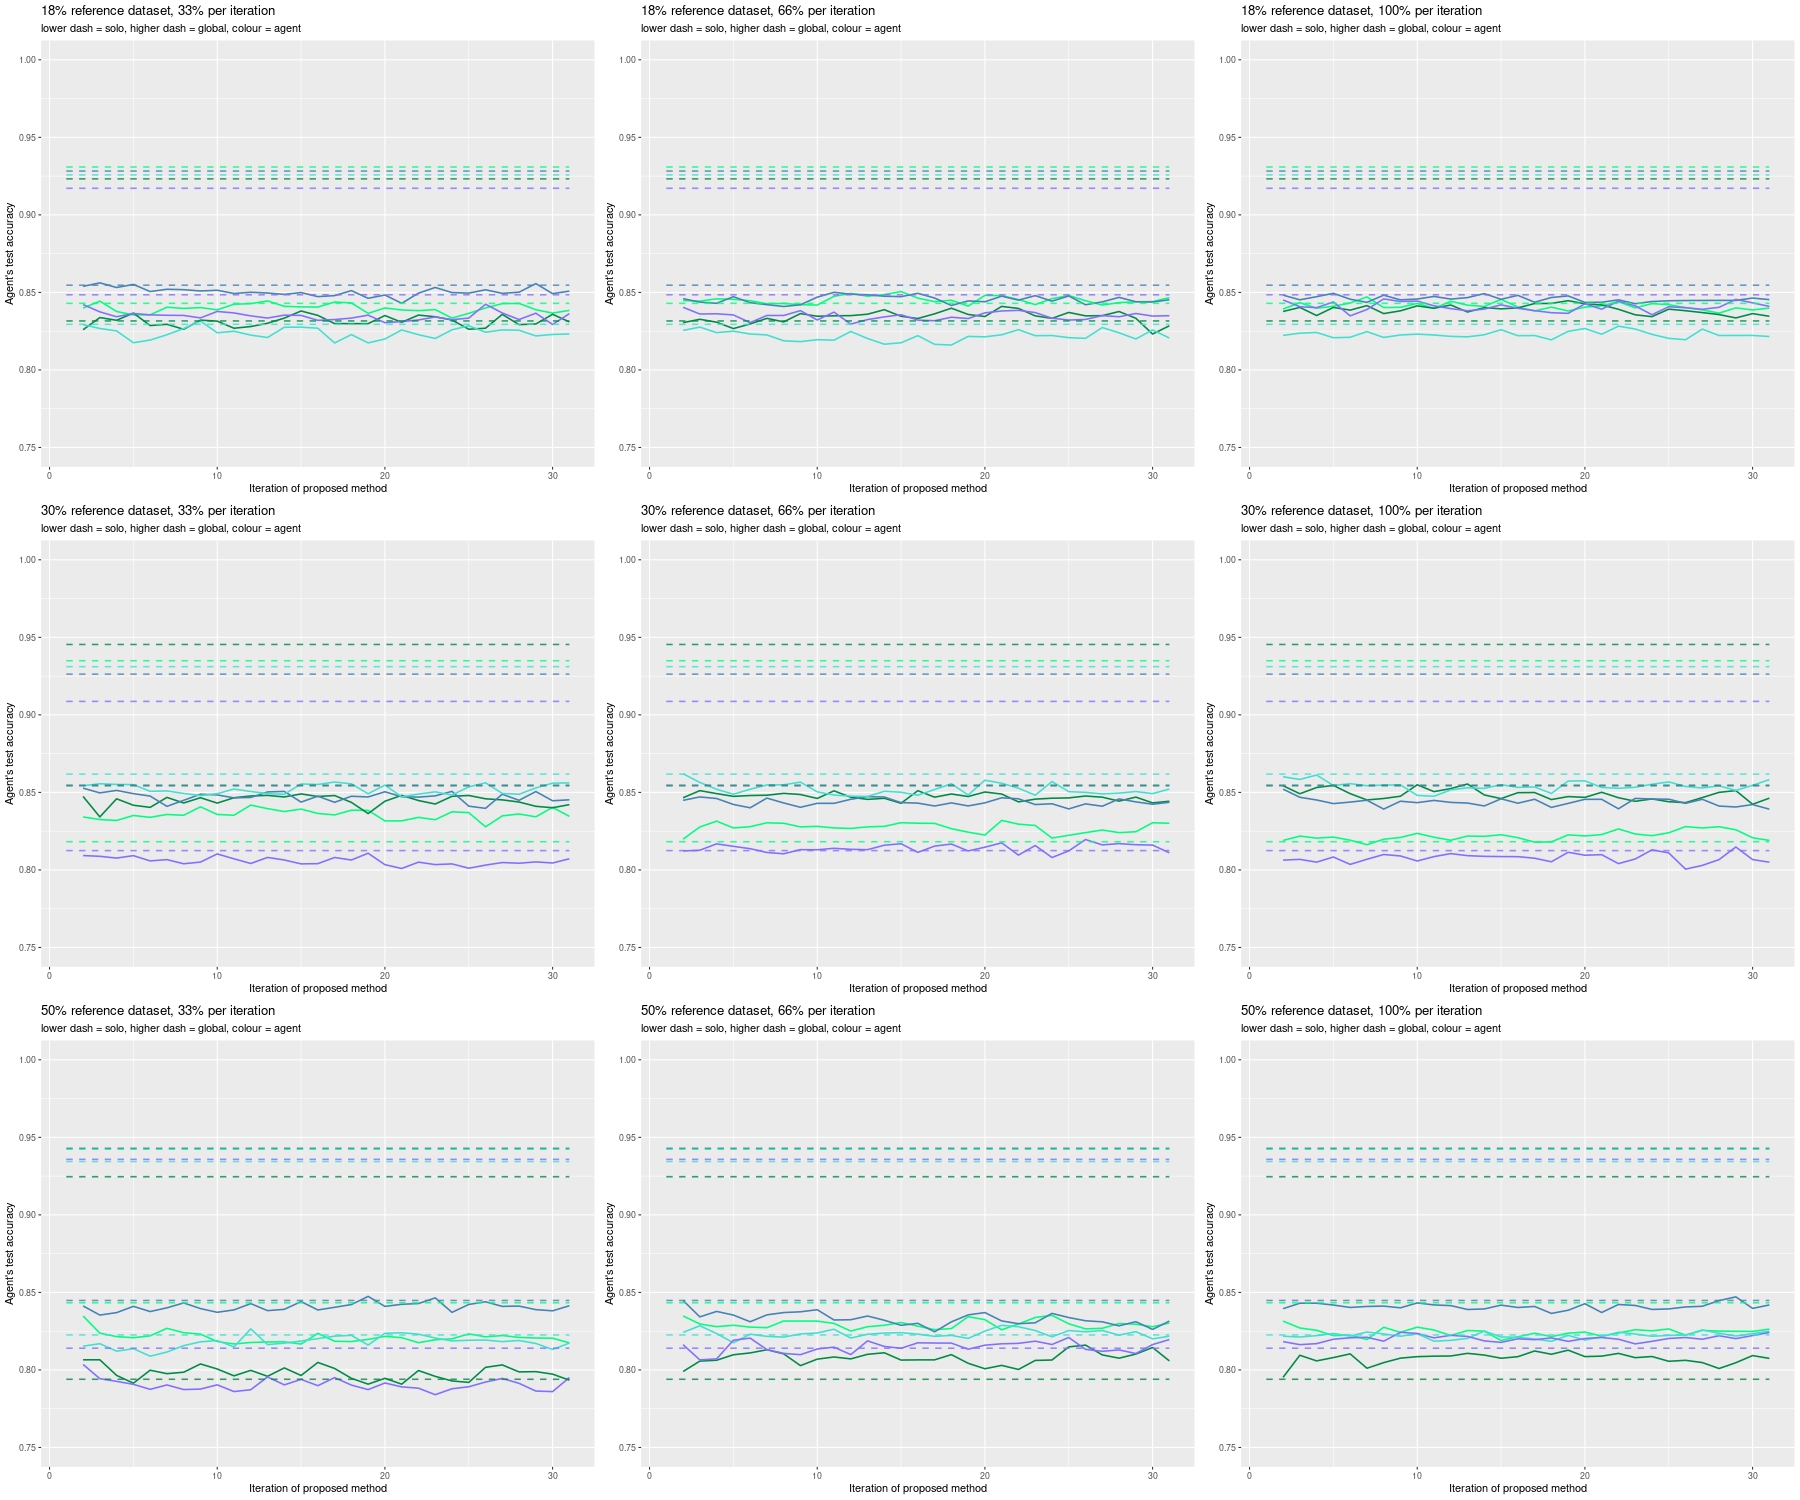 18% reference dataset, 33% per iteration
lower dash = solo, higher dash = global, colour = agent
1.00
0.95
0.90
0.85
0.80
0.75
Agent's test accuracy
0
10
20
30
Iteration of proposed method
18% reference dataset, 66% per iteration
lower dash = solo, higher dash = global, colour = agent
1.00
0.95
0.90
0.85
0.80
0.75
Agent's test accuracy
0
10
20
30
Iteration of proposed method
18% reference dataset, 100% per iteration
lower dash = solo, higher dash = global, colour = agent
1.00
0.95
0.90
0.85
0.80
0.75
Agent's test accuracy
0
10
20
30
Iteration of proposed method
30% reference dataset, 33% per iteration
lower dash = solo, higher dash = global, colour = agent
1.00
0.95
0.90
0.85
0.80
0.75
Agent's test accuracy
0
10
20
30
Iteration of proposed method
30% reference dataset, 66% per iteration
lower dash = solo, higher dash = global, colour = agent
1.00
0.95
0.90
0.85
0.80
0.75
Agent's test accuracy
0
10
20
30
Iteration of proposed method
30% reference dataset, 100% per iteration
lower dash = solo, higher dash = global, colour = agent
1.00
0.95
0.90
0.85
0.80
0.75
Agent's test accuracy
0
10
20
30
Iteration of proposed method
50% reference dataset, 33% per iteration
lower dash = solo, higher dash = global, colour = agent
1.00
0.95
0.90
0.85
0.80
0.75
Agent's test accuracy
0
10
20
30
Iteration of proposed method
50% reference dataset, 66% per iteration
lower dash = solo, higher dash = global, colour = agent
1.00
0.95
0.90
0.85
0.80
0.75
Agent's test accuracy
0
10
20
30
Iteration of proposed method
50% reference dataset, 100% per iteration
lower dash = solo, higher dash = global, colour = agent
1.00
0.95
0.90
0.85
0.80
0.75
Agent's test accuracy
0
10
20
30
Iteration of proposed method